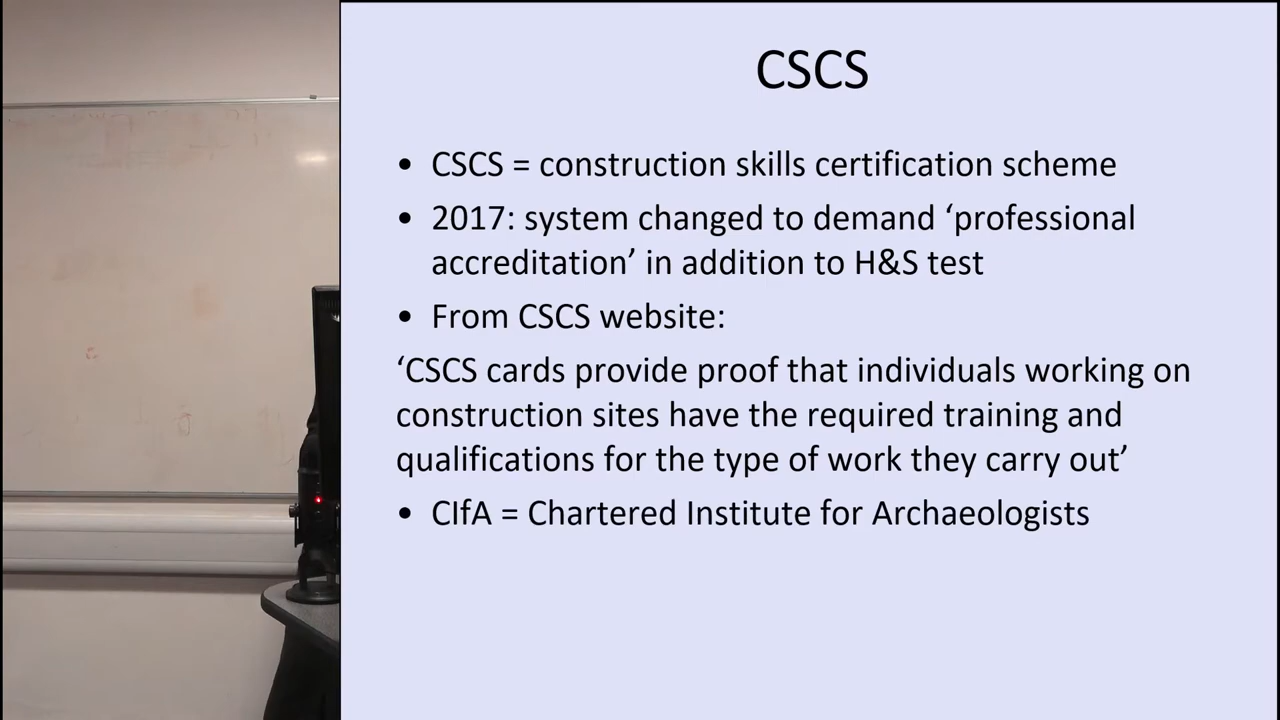 CSCS
• CSCS = construction skills certification scheme
• 2017: system changed to demand ‘professional
accreditation’ in addition to H&S test
• From CSCS website:
‘CSCS cards provide proof that individuals working on
construction sites have the required training and
qualifications for the type of work they carry out’
• CIfA = Chartered Institute for Archaeologists